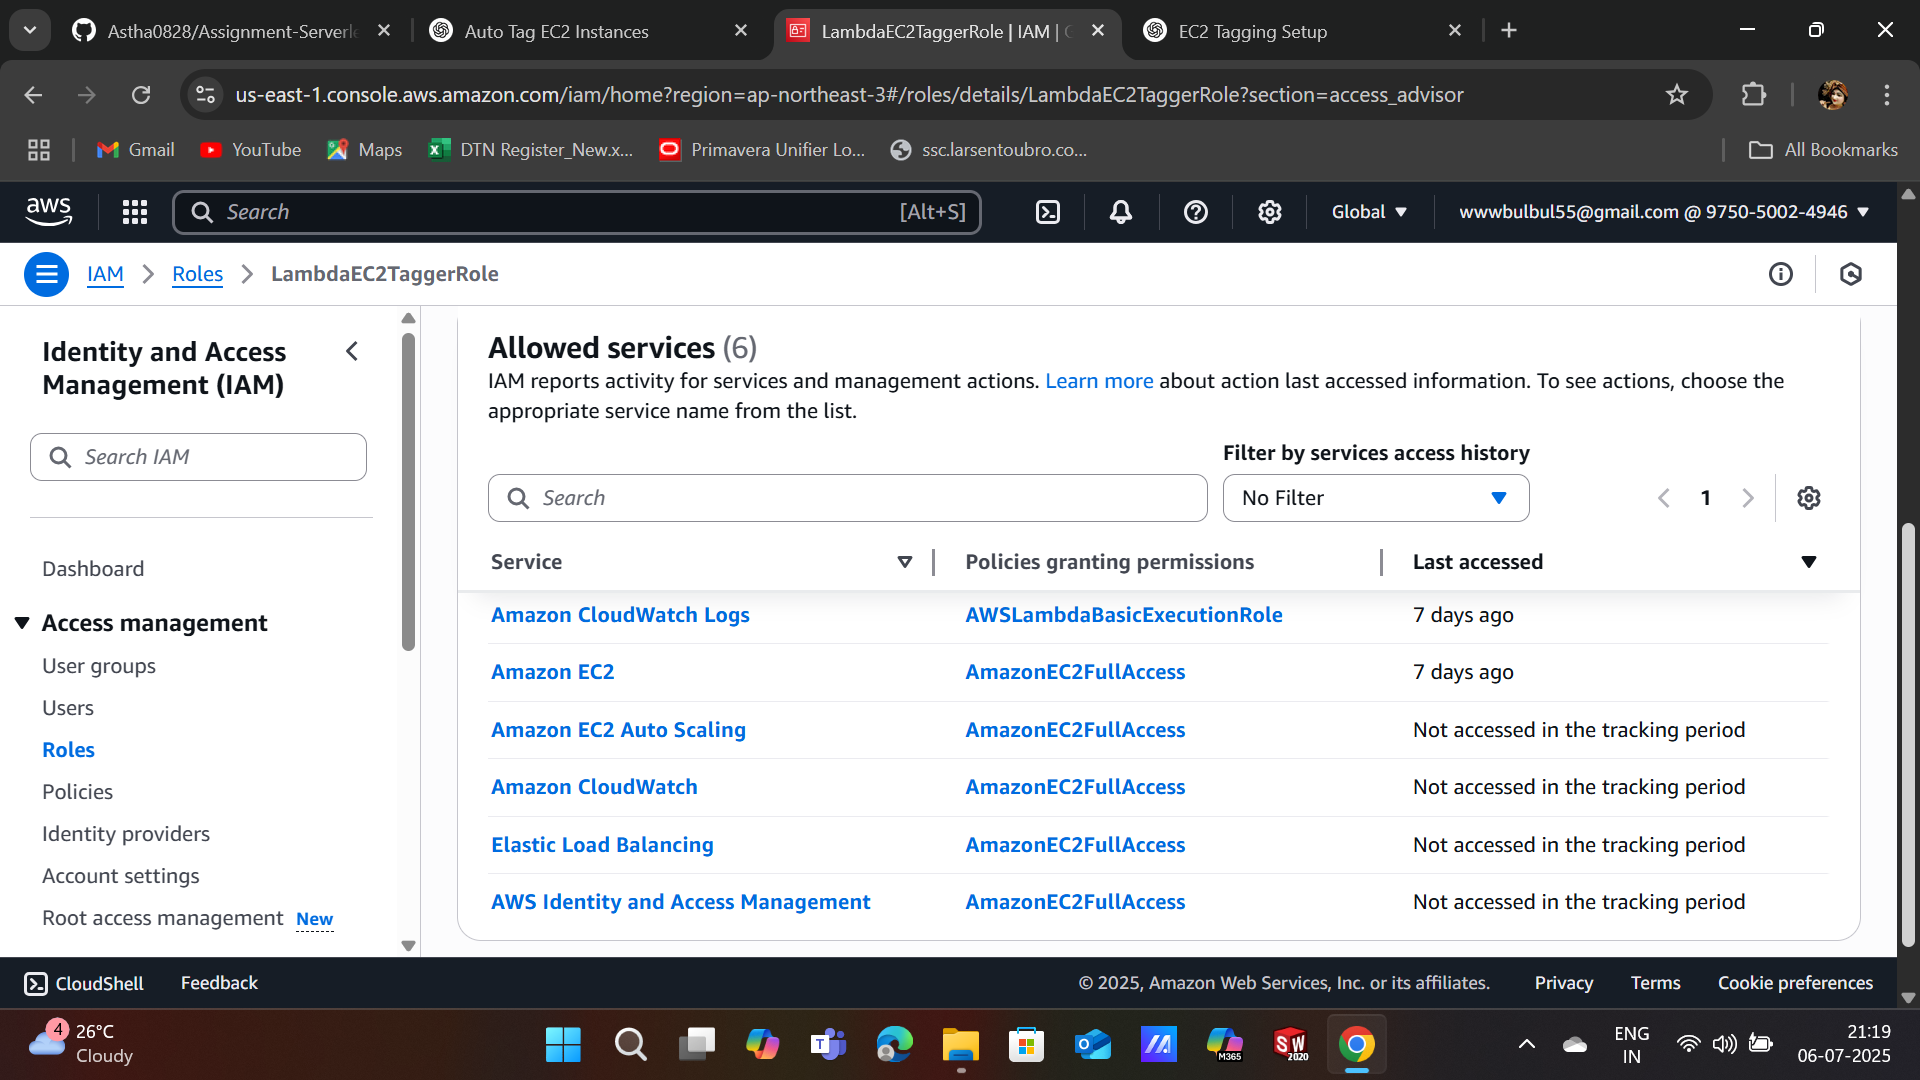 Astha0828/Assignment-Serverle
Auto Tag EC2 Instances
LambdaEC2TaggerRole | IAM | G
EC2 Tagging Setup
us-east-1.console.aws.amazon.com/iam/home?region=ap-northeast-3#/roles/details/LambdaEC2TaggerRole?section=access_advisor
Gmail
YouTube
Maps
DTN Register_New.x...
Primavera Unifier Lo...
ssc.larsentoubro.co...
All Bookmarks
aws
Search
[Alt+S]
Global
wwwbulbul55@gmail.com @ 9750-5002-4946
IAM
Roles
LambdaEC2TaggerRole
Identity and Access
Management (IAM)
Search IAM
Dashboard
Access management
User groups
Users
Roles
Policies
Identity providers
Account settings
Root access management New
Allowed services (6)
IAM reports activity for services and management actions. Learn more about action last accessed information. To see actions, choose the
appropriate service name from the list.
Filter by services access history
Search
No Filter
1
Service
Policies granting permissions
Last accessed
Amazon CloudWatch Logs
AWSLambdaBasicExecutionRole
7 days ago
Amazon EC2
AmazonEC2FullAccess
7 days ago
Amazon EC2 Auto Scaling
AmazonEC2FullAccess
Not accessed in the tracking period
Amazon CloudWatch
AmazonEC2FullAccess
Not accessed in the tracking period
Elastic Load Balancing
AmazonEC2FullAccess
Not accessed in the tracking period
AWS Identity and Access Management
AmazonEC2FullAccess
Not accessed in the tracking period
CloudShell
Feedback
© 2025, Amazon Web Services, Inc. or its affiliates.
Privacy
Terms
Cookie preferences
4
26°C
Cloudy
M365
SW
2020
ENG
IN
21:19
06-07-2025